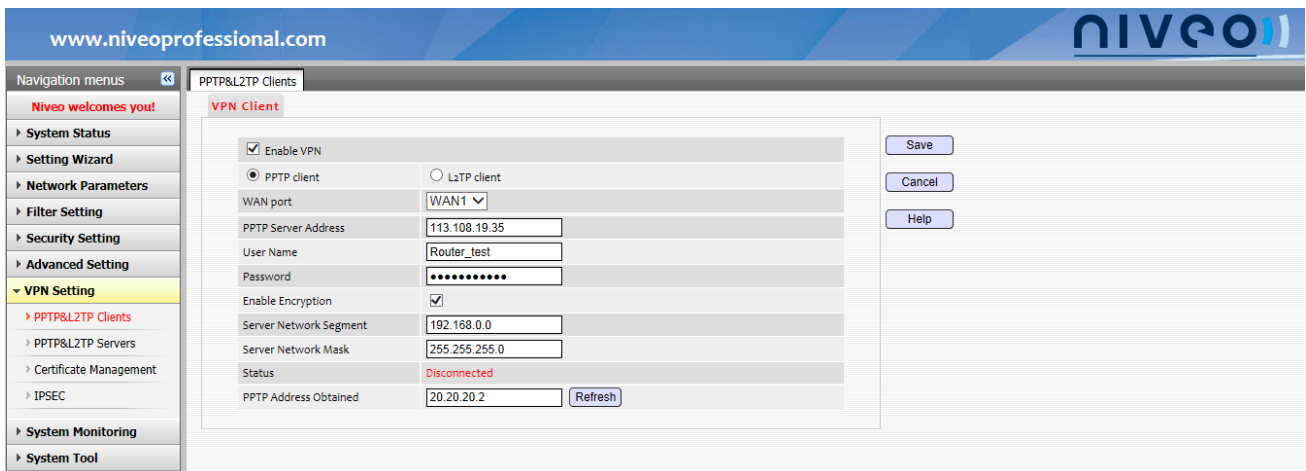 www.niveoprofessional.com
niveo
Navigation menus
PPTP&L2TP Clients
Niveo welcomes you!
VPN Client
System Status
Setting Wizard
Network Parameters
Filter Setting
Security Setting
Advanced Setting
VPN Setting
PPTP&L2TP Clients
PPTP&L2TP Servers
Certificate Management
IPSEC
System Monitoring
System Tool
Enable VPN
PPTP client L2TP client
WAN port WAN1
PPTP Server Address 113.108.19.35
User Name Router_test
Password •••••••••••
Enable Encryption
Server Network Segment 192.168.0.0
Server Network Mask 255.255.255.0
Status Disconnected
PPTP Address Obtained 20.20.20.2 Refresh
Save
Cancel
Help